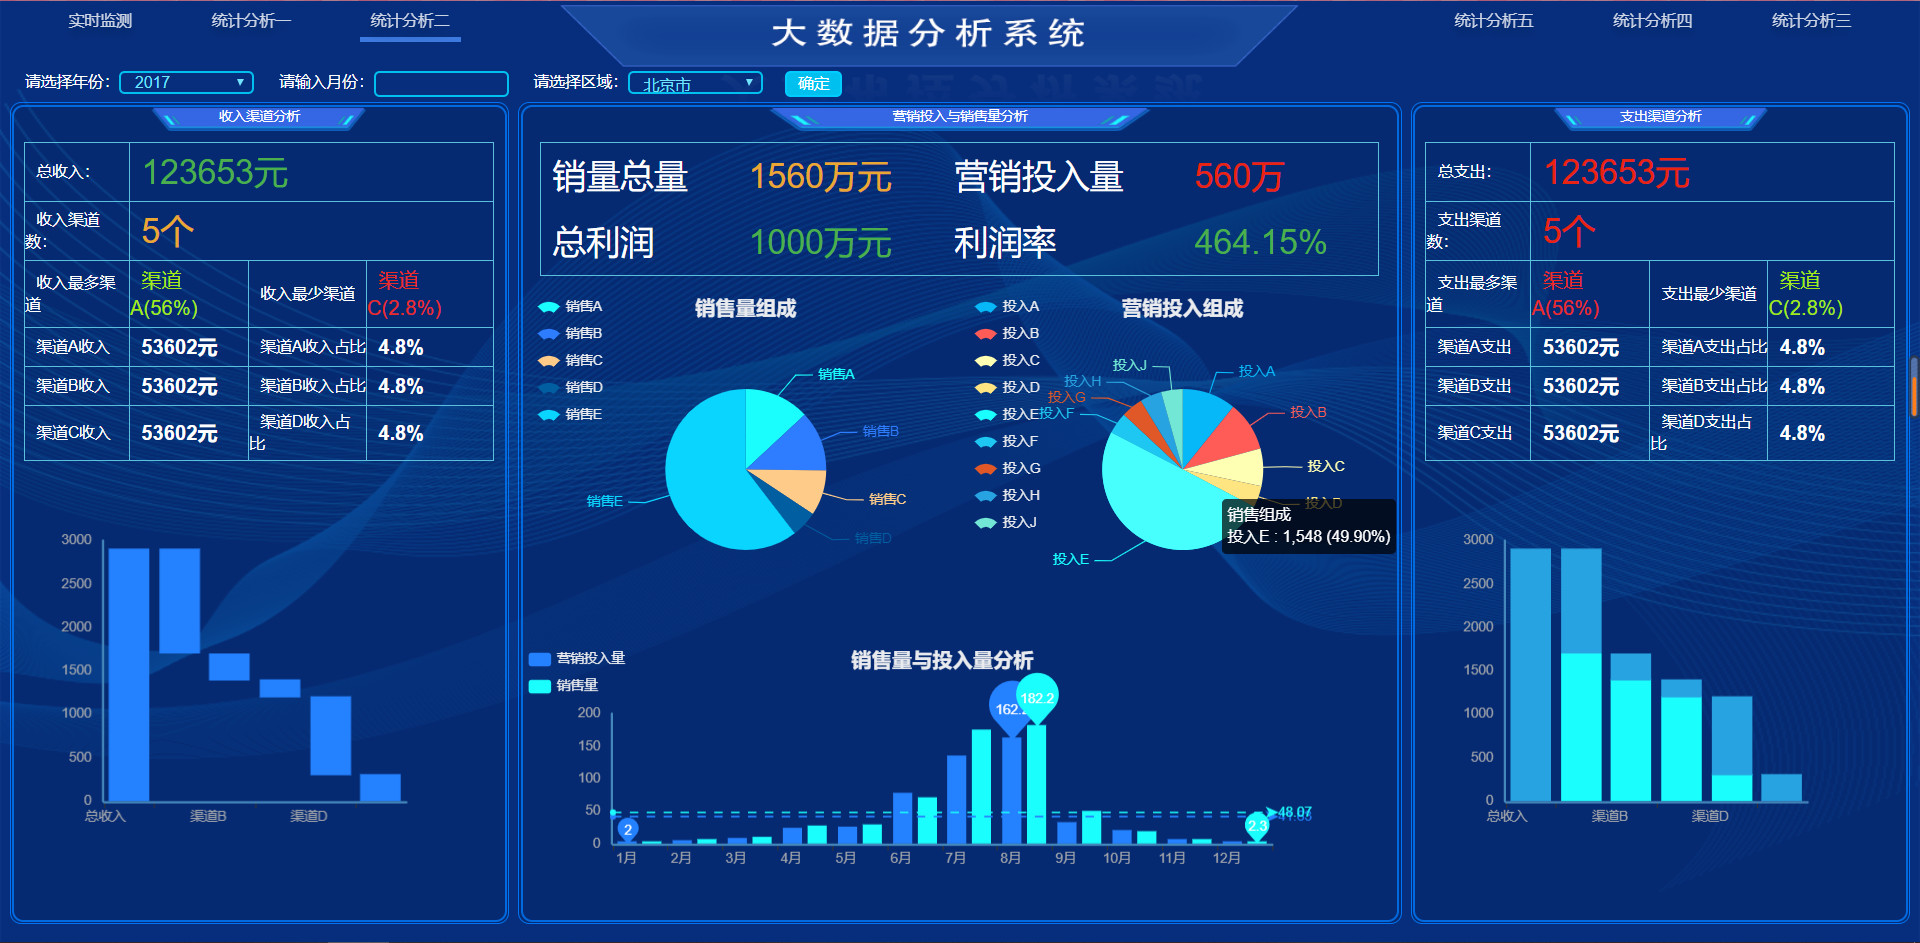 实时监测
统计分析一
统计分析二
大数据分析系统
统计分析五
统计分析四
统计分析三
请选择年份:
2017
请输入月份:
请选择区域:
北京市
确定
收入渠道分析
总收入:
123653元
收入渠道
数:
5个
收入最多渠
道
渠道
A(56%)
收入最少渠道
渠道
C(2.8%)
渠道A收入
53602元
渠道A收入占比
4.8%
渠道B收入
53602元
渠道B收入占比
4.8%
渠道C收入
53602元
渠道D收入占
比
4.8%
3000
2500
2000
1500
1000
500
0
总收入
渠道B
渠道D
营销投入与销售量分析
销量总量
1560万元
营销投入量
560万
总利润
1000万元
利润率
464.15%
销售A
销售B
销售C
销售D
销售E
销售量组成
销售A
销售B
销售C
销售D
销售E
投入A
投入B
投入C
投入D
投入E
投入F
投入G
投入H
投入J
营销投入组成
投入J
投入H
投入G
投入F
投入A
投入B
投入C
投入D
投入E
销售组成
投入E : 1,548 (49.90%)
营销投入量
销售量
销售量与投入量分析
200
150
100
50
0
2
162.2
182.2
2.3
48.07
1月
2月
3月
4月
5月
6月
7月
8月
9月
10月
11月
12月
支出渠道分析
总支出:
123653元
支出渠道
数:
5个
支出最多渠
道
渠道
A(56%)
支出最少渠道
渠道
C(2.8%)
渠道A支出
53602元
渠道A支出占比
4.8%
渠道B支出
53602元
渠道B支出占比
4.8%
渠道C支出
53602元
渠道D支出占
比
4.8%
3000
2500
2000
1500
1000
500
0
总收入
渠道B
渠道D